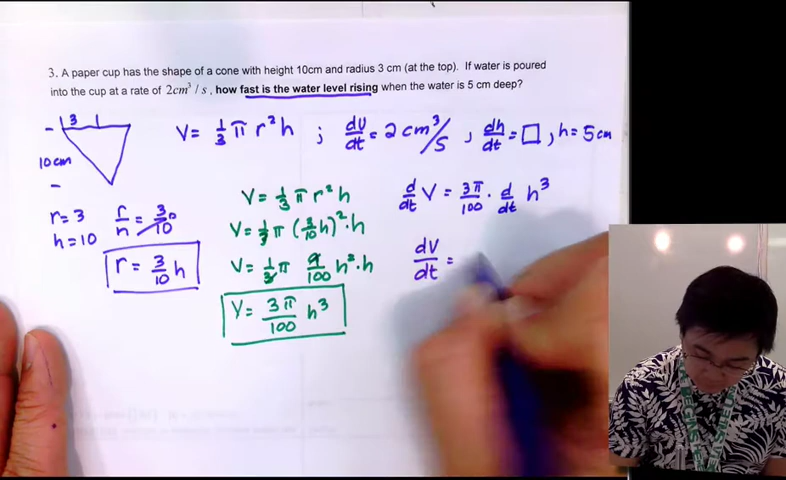 3. A paper cup has the shape of a cone with height 10cm and radius 3 cm (at the top). If water is poured
into the cup at a rate of 2cm³ / s , how fast is the water level rising when the water is 5 cm deep?
3
10cm
V = 1/3 π r² h ; dV/dt = 2 cm³/s , dh/dt = □ , h = 5 cm
r = 3
h = 10
r/h = 3/10
r = 3/10 h
V = 1/3 π r² h
V = 1/3 π (3/10 h)² · h
V = 1/3 π 9/100 h² · h
V = 3π/100 h³
d/dt V = 3π/100 · d/dt h³
dV/dt =